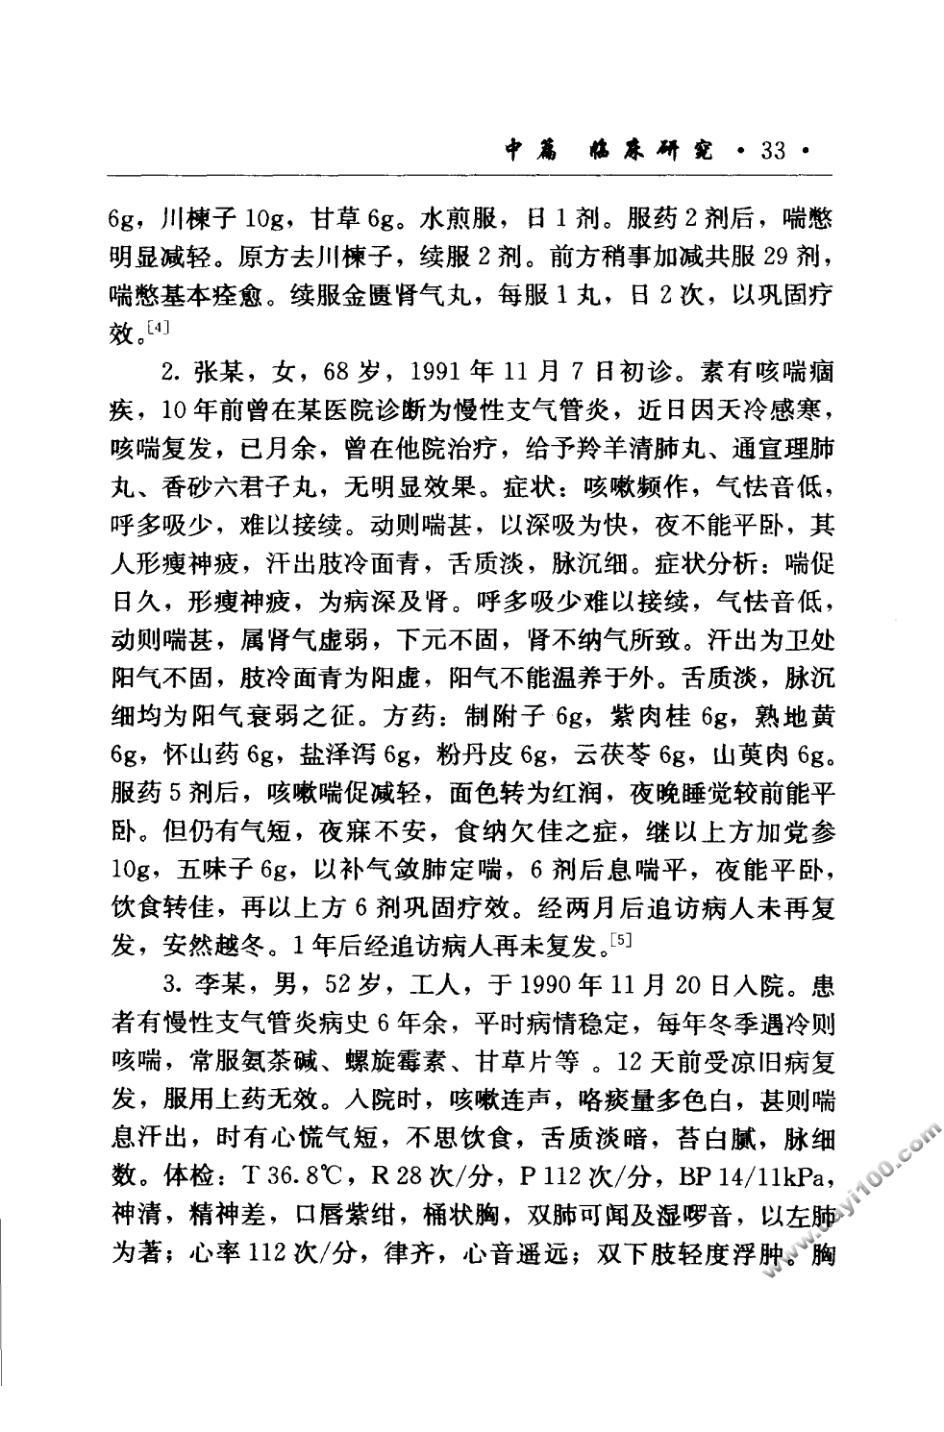 中篇 临床研究 · 33 ·
6g，川楝子 10g，甘草 6g。水煎服，日 1 剂。服药 2 剂后，喘憋
明显减轻。原方去川楝子，续服 2 剂。前方稍事加减共服 29 剂，
喘憋基本痊愈。续服金匮肾气丸，每服 1 丸，日 2 次，以巩固疗
效。[4]
2. 张某，女，68 岁，1991 年 11 月 7 日初诊。素有咳喘痼
疾，10 年前曾在某医院诊断为慢性支气管炎，近日因天冷感寒，
咳喘复发，已月余，曾在他院治疗，给予羚羊清肺丸、通宣理肺
丸、香砂六君子丸，无明显效果。症状：咳嗽频作，气怯音低，
呼多吸少，难以接续。动则喘甚，以深吸为快，夜不能平卧，其
人形瘦神疲，汗出肢冷面青，舌质淡，脉沉细。症状分析：喘促
日久，形瘦神疲，为病深及肾。呼多吸少难以接续，气怯音低，
动则喘甚，属肾气虚弱，下元不固，肾不纳气所致。汗出为卫处
阳气不固，肢冷面青为阳虚，阳气不能温养于外。舌质淡，脉沉
细均为阳气衰弱之征。方药：制附子 6g，紫肉桂 6g，熟地黄
6g，怀山药 6g，盐泽泻 6g，粉丹皮 6g，云茯苓 6g，山萸肉 6g。
服药 5 剂后，咳嗽喘促减轻，面色转为红润，夜晚睡觉较前能平
卧。但仍有气短，夜寐不安，食纳欠佳之症，继以上方加党参
10g，五味子 6g，以补气敛肺定喘，6 剂后息喘平，夜能平卧，
饮食转佳，再以上方 6 剂巩固疗效。经两月后追访病人未再复
发，安然越冬。1 年后经追访病人再未复发。[5]
3. 李某，男，52 岁，工人，于 1990 年 11 月 20 日入院。患
者有慢性支气管炎病史 6 年余，平时病情稳定，每年冬季遇冷则
咳喘，常服氨茶碱、螺旋霉素、甘草片等 。12 天前受凉旧病复
发，服用上药无效。入院时，咳嗽连声，咯痰量多色白，甚则喘
息汗出，时有心慌气短，不思饮食，舌质淡暗，苔白腻，脉细
数。体检：T 36.8℃，R 28 次/分，P 112 次/分，BP 14/11kPa，
神清，精神差，口唇紫绀，桶状胸，双肺可闻及湿啰音，以左肺
为著；心率 112 次/分，律齐，心音遥远；双下肢轻度浮肿。胸